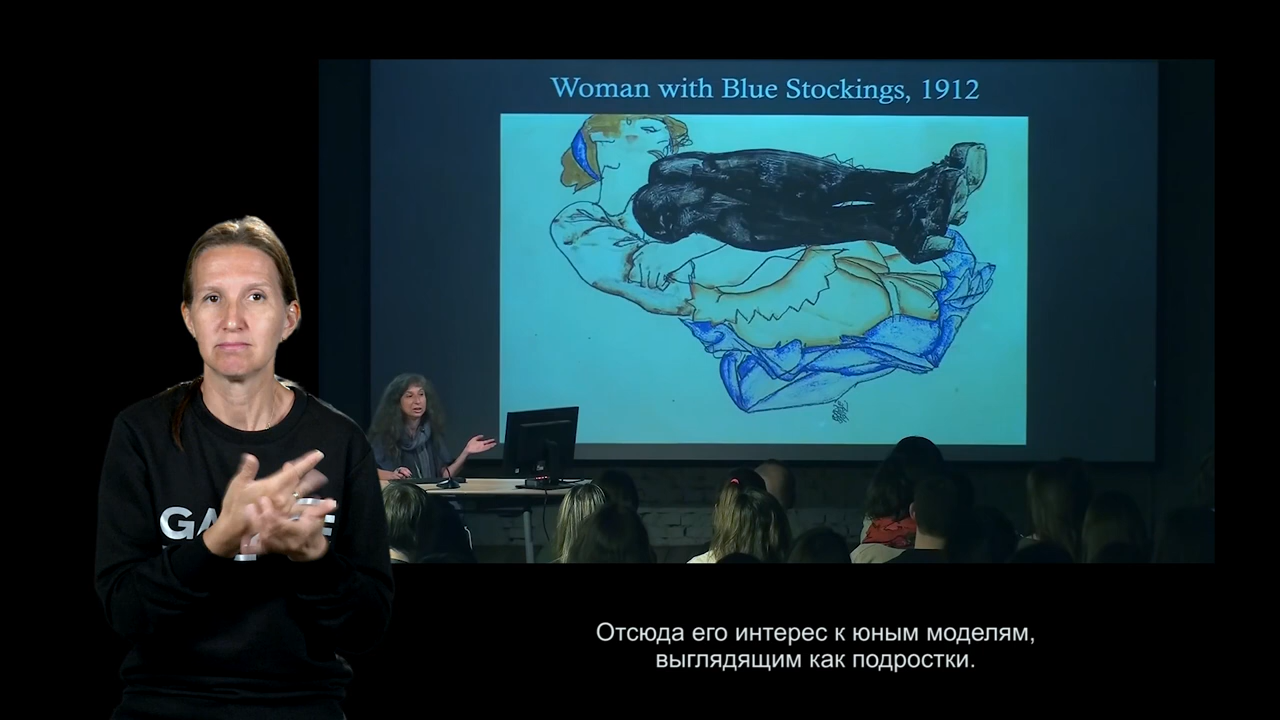 Woman with Blue Stockings, 1912
Отсюда его интерес к юным моделям,
выглядящим как подростки.